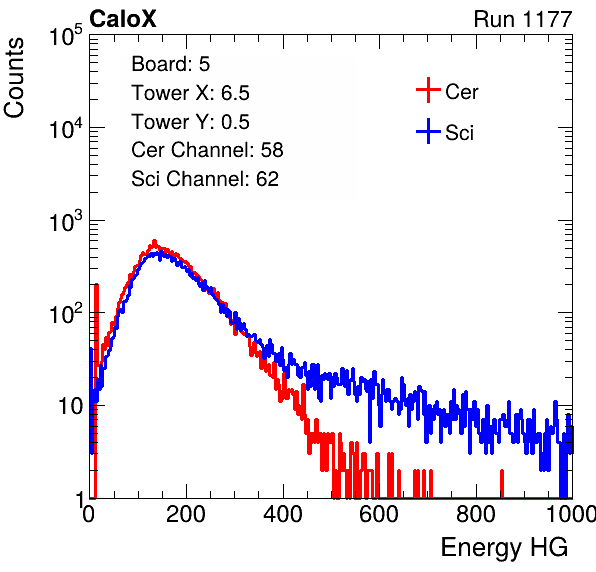 CaloX Run 1177
Counts
Board: 5
Tower X: 6.5
Tower Y: 0.5
Cer Channel: 58
Sci Channel: 62
Cer
Sci
10^5
10^4
10^3
10^2
10
1
0 200 400 600 800 1000
Energy HG